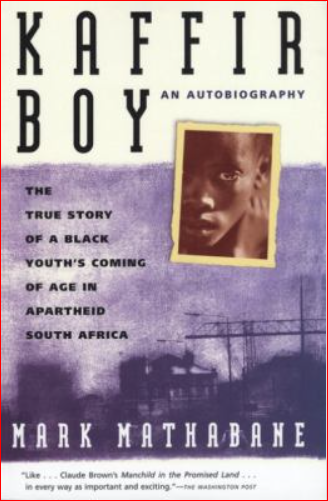 KAFFIR
BOY
AN AUTOBIOGRAPHY
THE
TRUE STORY
OF A BLACK
YOUTH'S COMING
OF AGE IN
APARTHEID
SOUTH AFRICA
MARK MATHABANE
"Like . . . Claude Brown's Manchild in the Promised Land . . .
in every way as important and exciting."—THE WASHINGTON POST